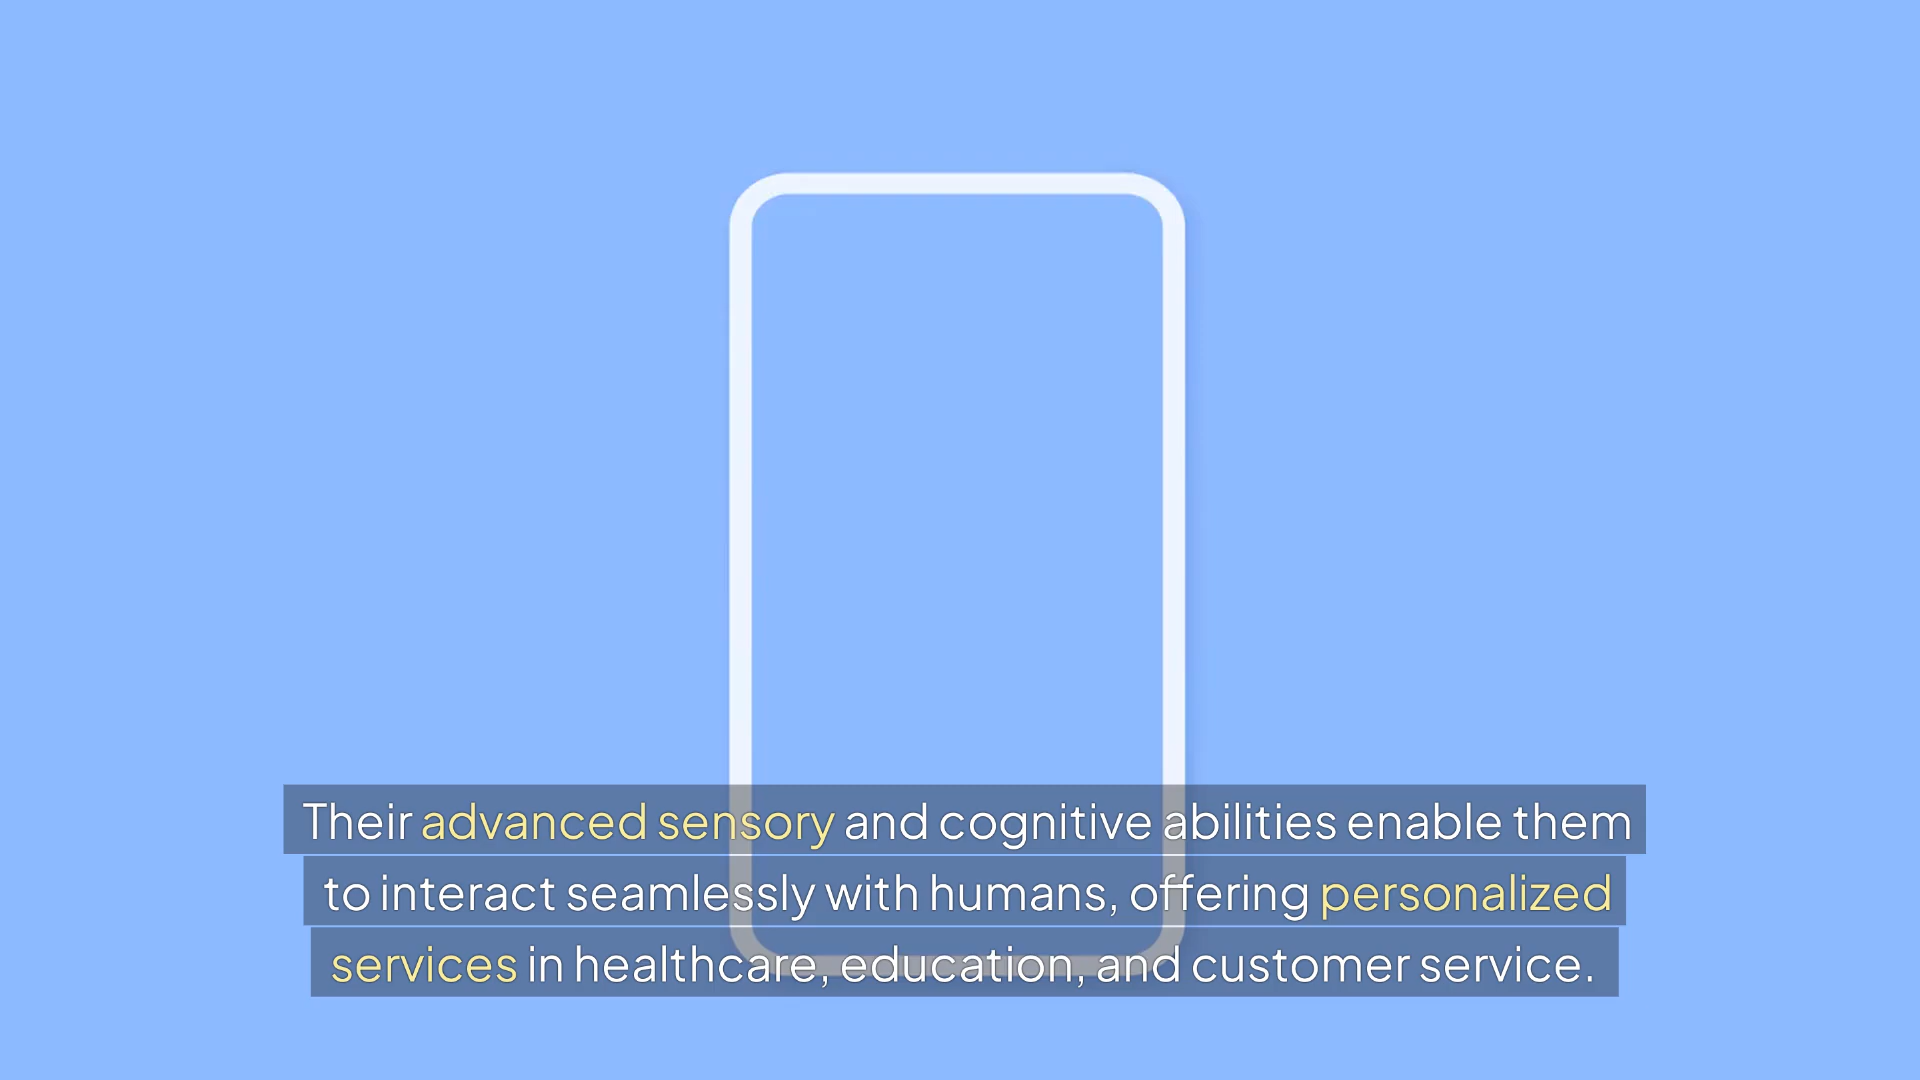 Their advanced sensory and cognitive abilities enable them
to interact seamlessly with humans, offering personalized
services in healthcare, education, and customer service.